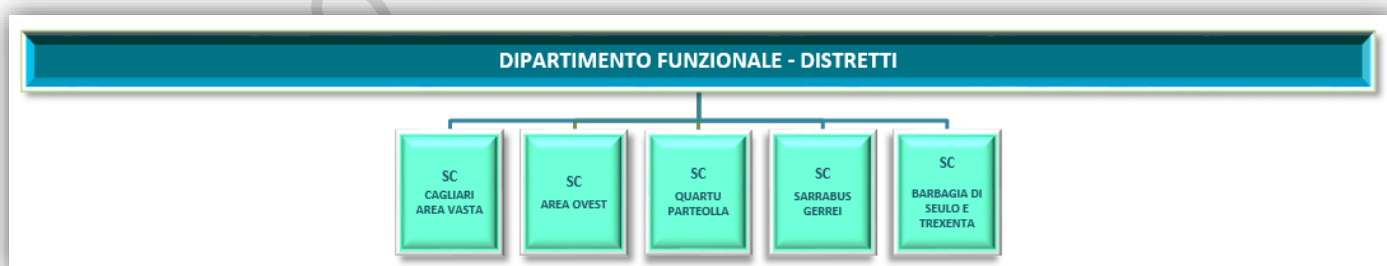 DIPARTIMENTO FUNZIONALE - DISTRETTI
SC
CAGLIARI
AREA VASTA
SC
AREA OVEST
SC
QUARTU
PARTEOLLA
SC
SARRABUS
GERREI
SC
BARBAGIA DI
SEULO E
TREXENTA